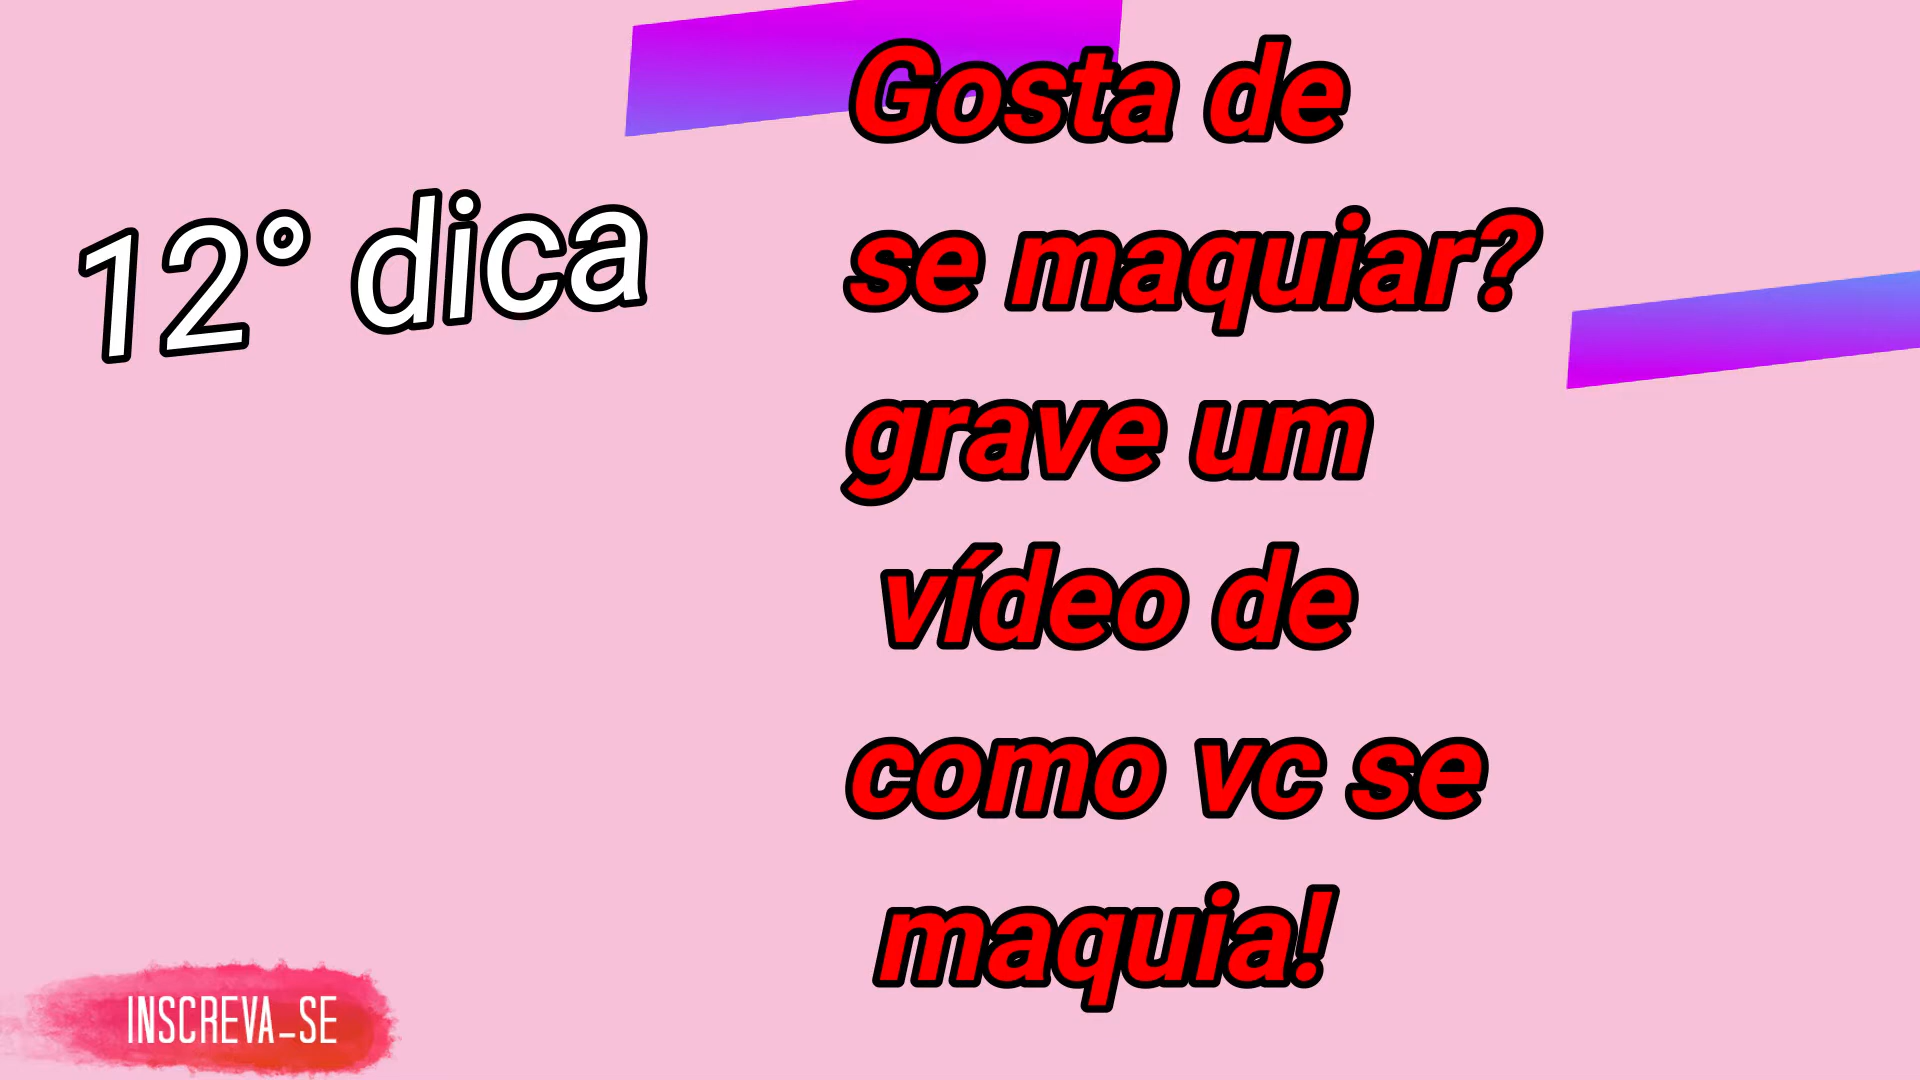 12° dica
Gosta de
se maquiar?
grave um
vídeo de
como vc se
maquia!
INSCREVA_SE